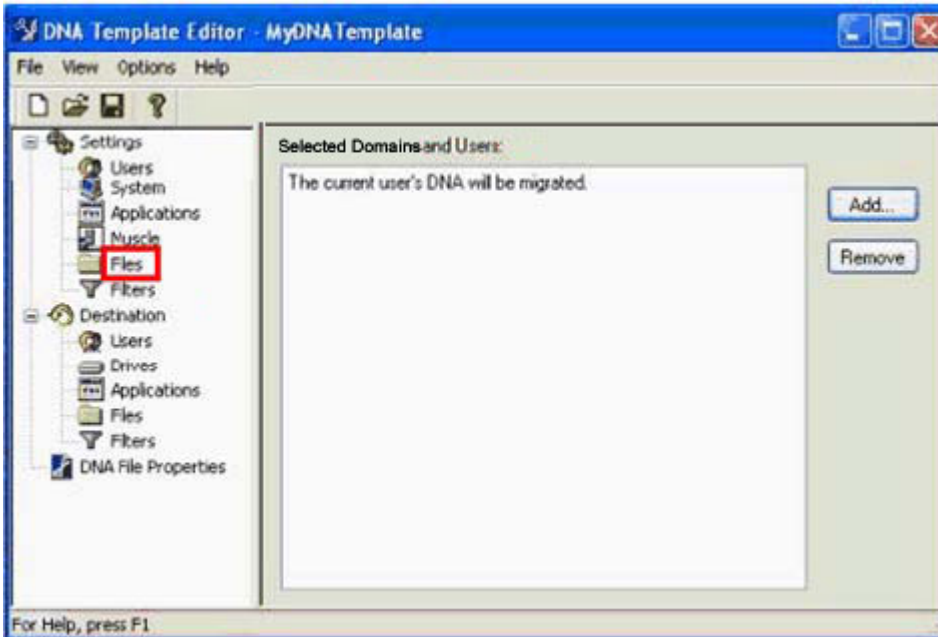 DNA Template Editor - MyDNATemplate
File View Options Help
Settings
Users
System
Applications
Muscle
Files
Filters
Destination
Users
Drives
Applications
Files
Filters
DNA File Properties
Selected Domains and Users:
The current user's DNA will be migrated.
Add...
Remove
For Help, press F1